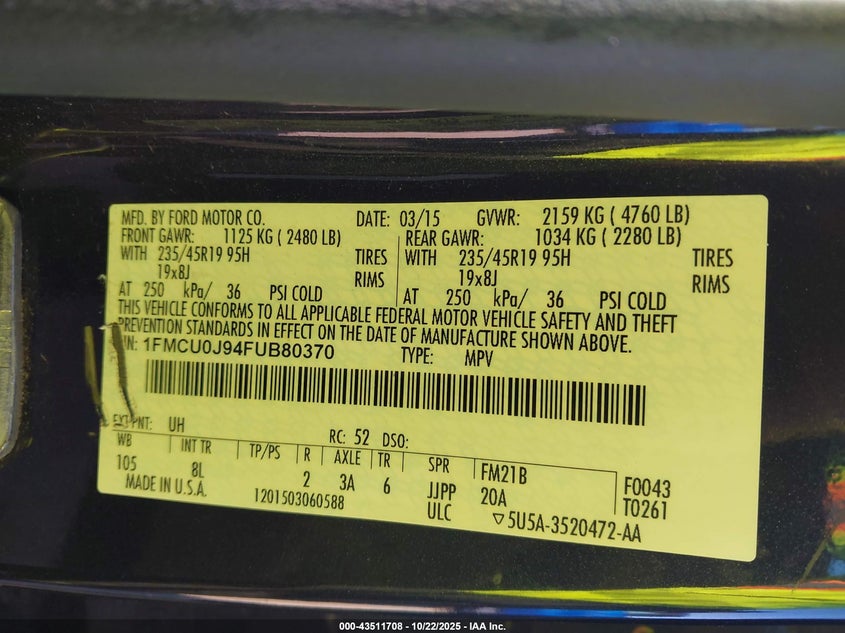 MFD. BY FORD MOTOR CO. DATE: 03/15 GVWR: 2159 KG ( 4760 LB)
FRONT GAWR: 1125 KG ( 2480 LB) REAR GAWR: 1034 KG ( 2280 LB)
WITH 235/45R19 95H TIRES WITH 235/45R19 95H TIRES
19x8J RIMS 19x8J RIMS
AT 250 kPa/ 36 PSI COLD AT 250 kPa/ 36 PSI COLD
THIS VEHICLE CONFORMS TO ALL APPLICABLE FEDERAL MOTOR VEHICLE SAFETY AND THEFT
PREVENTION STANDARDS IN EFFECT ON THE DATE OF MANUFACTURE SHOWN ABOVE.
1FMCU0J94FUB80370 TYPE: MPV
EXT PNT: UH RC: 52 DSO:
WB INT TR TP/PS R AXLE TR SPR FM21B F0043
105 8L 2 3A 6 JJPP 20A T0261
MADE IN U.S.A. 1201503060588 ULC ▽5U5A-3520472-AA
000-43511708 - 10/22/2025 - IAA Inc.